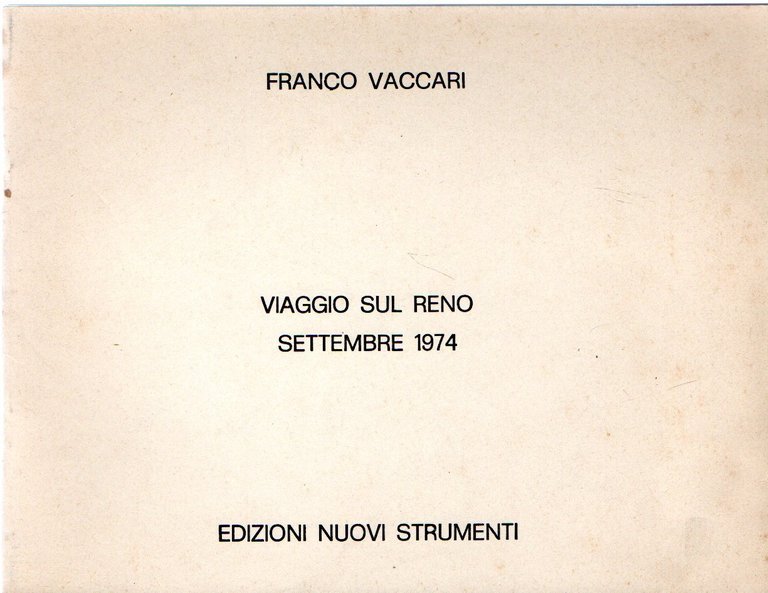 FRANCO VACCARI
VIAGGIO SUL RENO
SETTEMBRE 1974
EDIZIONI NUOVI STRUMENTI